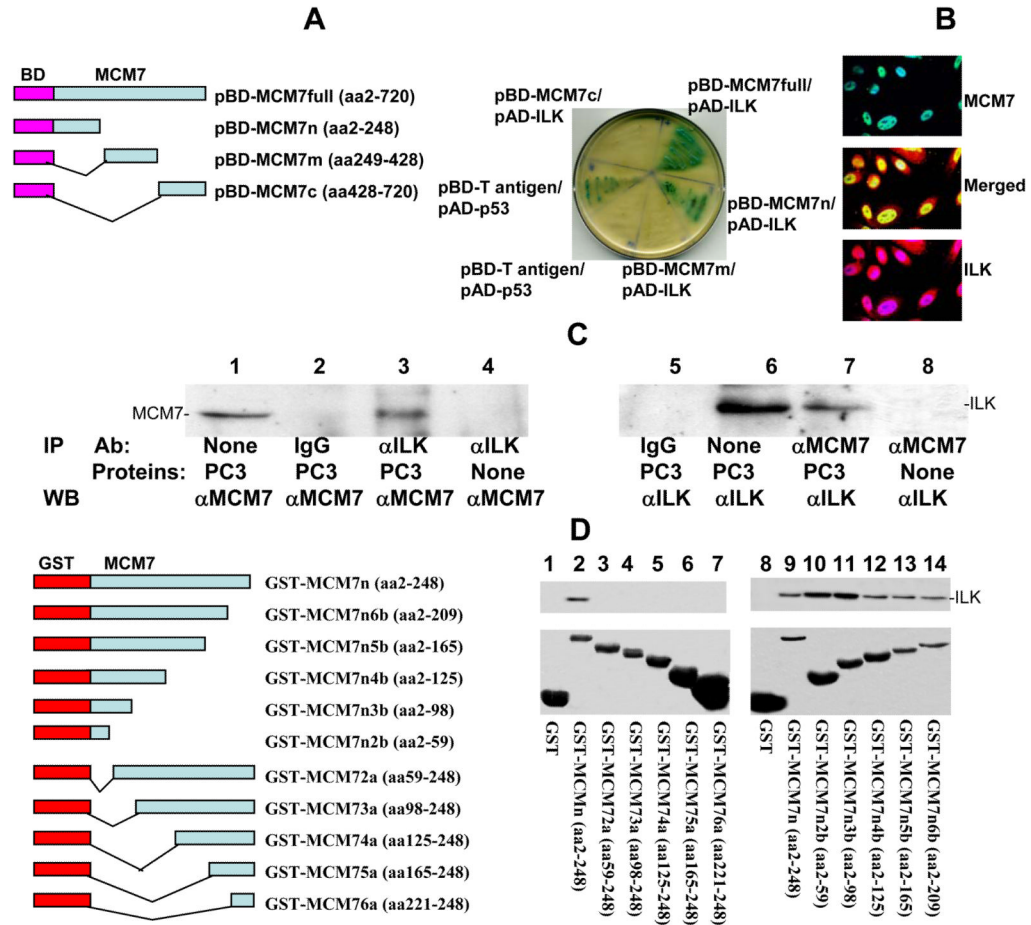 A
BD MCM7
pBD-MCM7full (aa2-720)
pBD-MCM7n (aa2-248)
pBD-MCM7m (aa249-428)
pBD-MCM7c (aa428-720)
pBD-MCM7c/
pAD-ILK
pBD-MCM7full/
pAD-ILK
pBD-T antigen/
pAD-p53
pBD-MCM7n/
pAD-ILK
pBD-T antigen/
pAD-p53
pBD-MCM7m/
pAD-ILK
B
MCM7
Merged
ILK
C
1 2 3 4 5 6 7 8
MCM7-
-ILK
IP Ab: None IgG αILK αILK IgG None αMCM7 αMCM7
Proteins: PC3 PC3 PC3 None PC3 PC3 PC3 None
WB αMCM7 αMCM7 αMCM7 αMCM7 αILK αILK αILK αILK
D
GST MCM7
GST-MCM7n (aa2-248)
GST-MCM7n6b (aa2-209)
GST-MCM7n5b (aa2-165)
GST-MCM7n4b (aa2-125)
GST-MCM7n3b (aa2-98)
GST-MCM7n2b (aa2-59)
GST-MCM72a (aa59-248)
GST-MCM73a (aa98-248)
GST-MCM74a (aa125-248)
GST-MCM75a (aa165-248)
GST-MCM76a (aa221-248)
1 2 3 4 5 6 7 8 9 10 11 12 13 14
-ILK
GST
GST-MCMn (aa2-248)
GST-MCM72a (aa59-248)
GST-MCM73a (aa98-248)
GST-MCM74a (aa125-248)
GST-MCM75a (aa165-248)
GST-MCM76a (aa221-248)
GST
GST-MCM7n (aa2-248)
GST-MCM7n2b (aa2-59)
GST-MCM7n3b (aa2-98)
GST-MCM7n4b (aa2-125)
GST-MCM7n5b (aa2-165)
GST-MCM7n6b (aa2-209)